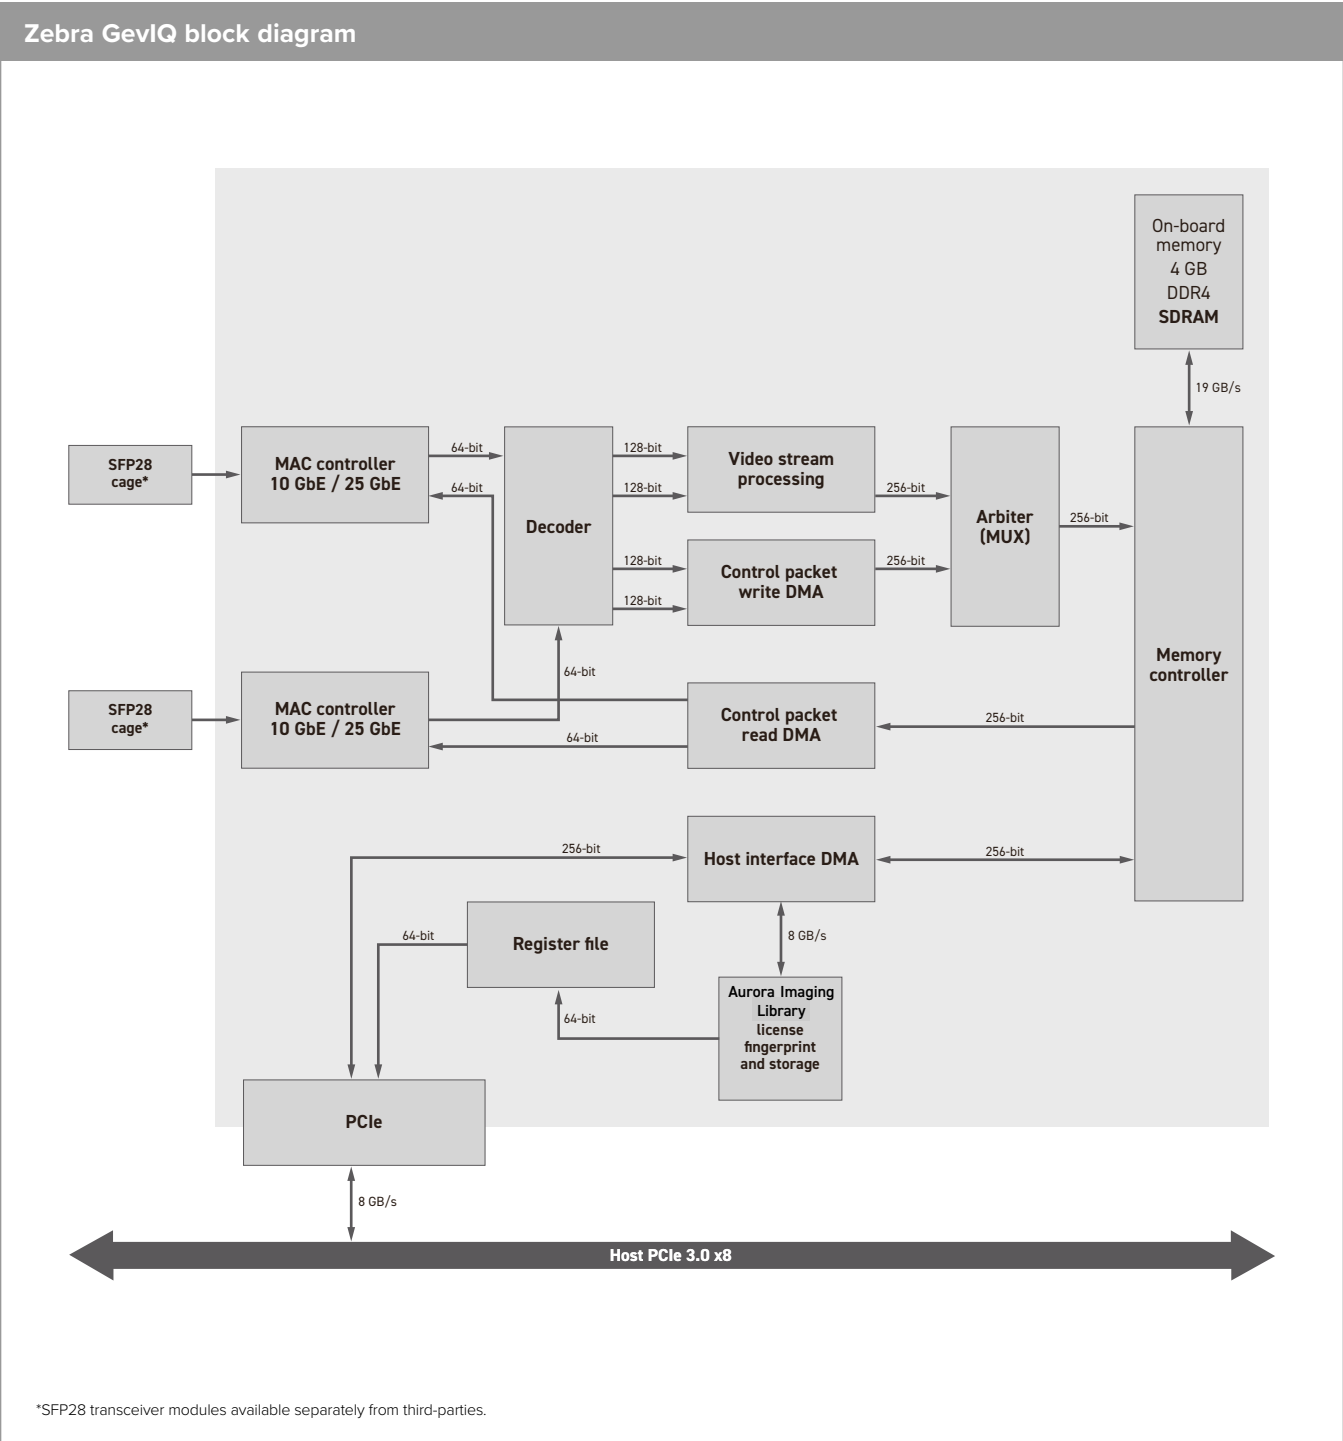 Zebra GevIQ block diagram
On-board
memory
4 GB
DDR4
SDRAM
19 GB/s
SFP28
cage*
MAC controller
10 GbE / 25 GbE
64-bit
64-bit
Decoder
128-bit
128-bit
128-bit
128-bit
Video stream
processing
Control packet
write DMA
256-bit
256-bit
Arbiter
(MUX)
256-bit
Memory
controller
SFP28
cage*
MAC controller
10 GbE / 25 GbE
64-bit
64-bit
Control packet
read DMA
256-bit
256-bit
Host interface DMA
256-bit
8 GB/s
64-bit
Register file
64-bit
Aurora Imaging
Library
license
fingerprint
and storage
PCIe
8 GB/s
Host PCIe 3.0 x8
*SFP28 transceiver modules available separately from third-parties.